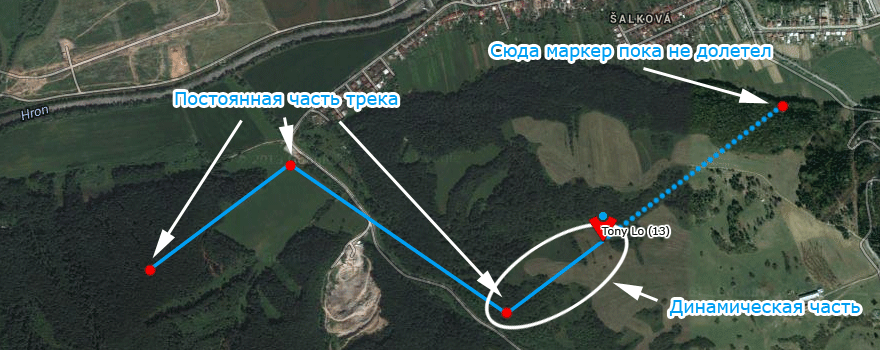 ŠALKOVÁ
Сюда маркер пока не долетел
Постоянная часть трека
Hron
Tony Lo (13)
Динамическая часть